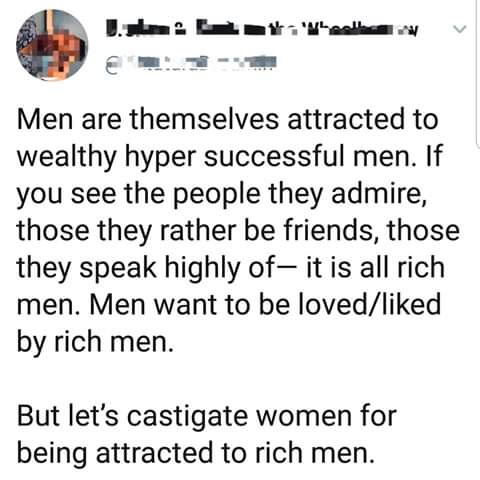 Men are themselves attracted to
wealthy hyper successful men. If
you see the people they admire,
those they rather be friends, those
they speak highly of— it is all rich
men. Men want to be loved/liked
by rich men.
But let's castigate women for
being attracted to rich men.